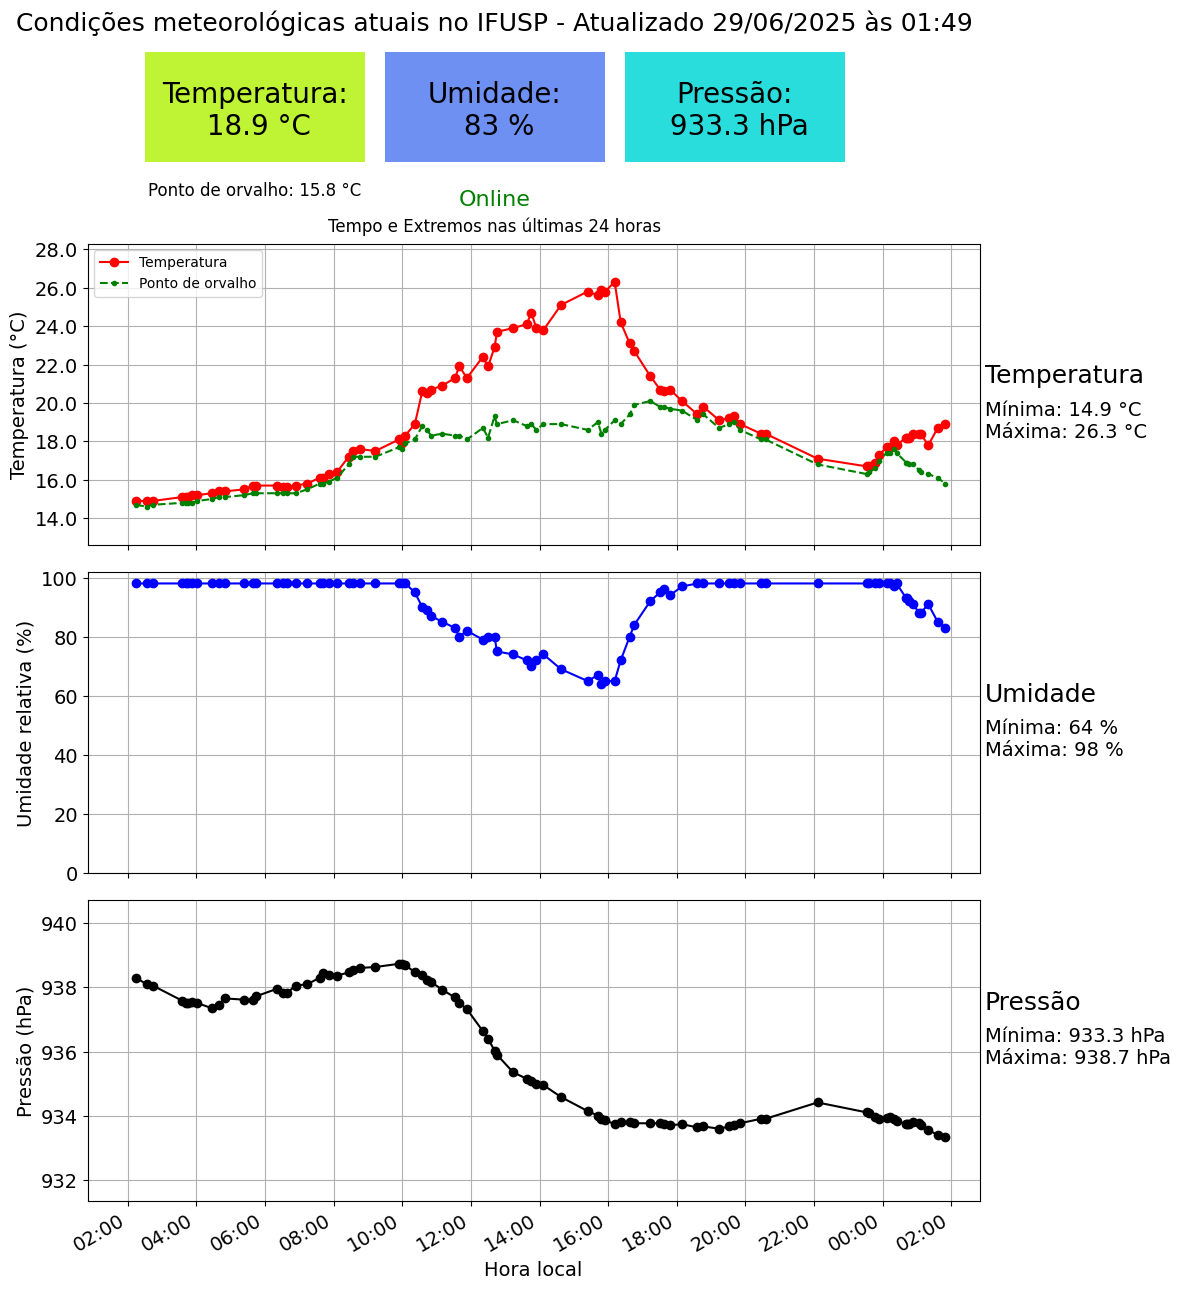 Condições meteorológicas atuais no IFUSP - Atualizado 29/06/2025 às 01:49
Temperatura:
18.9 °C
Umidade:
83 %
Pressão:
933.3 hPa
Ponto de orvalho: 15.8 °C
Online
Tempo e Extremos nas últimas 24 horas
Temperatura (°C)
28.0
26.0
24.0
22.0
20.0
18.0
16.0
14.0
Temperatura
Ponto de orvalho
Temperatura
Mínima: 14.9 °C
Máxima: 26.3 °C
Umidade relativa (%)
100
80
60
40
20
0
Umidade
Mínima: 64 %
Máxima: 98 %
Pressão (hPa)
940
938
936
934
932
Pressão
Mínima: 933.3 hPa
Máxima: 938.7 hPa
02:00
04:00
06:00
08:00
10:00
12:00
14:00
16:00
18:00
20:00
22:00
00:00
02:00
Hora local